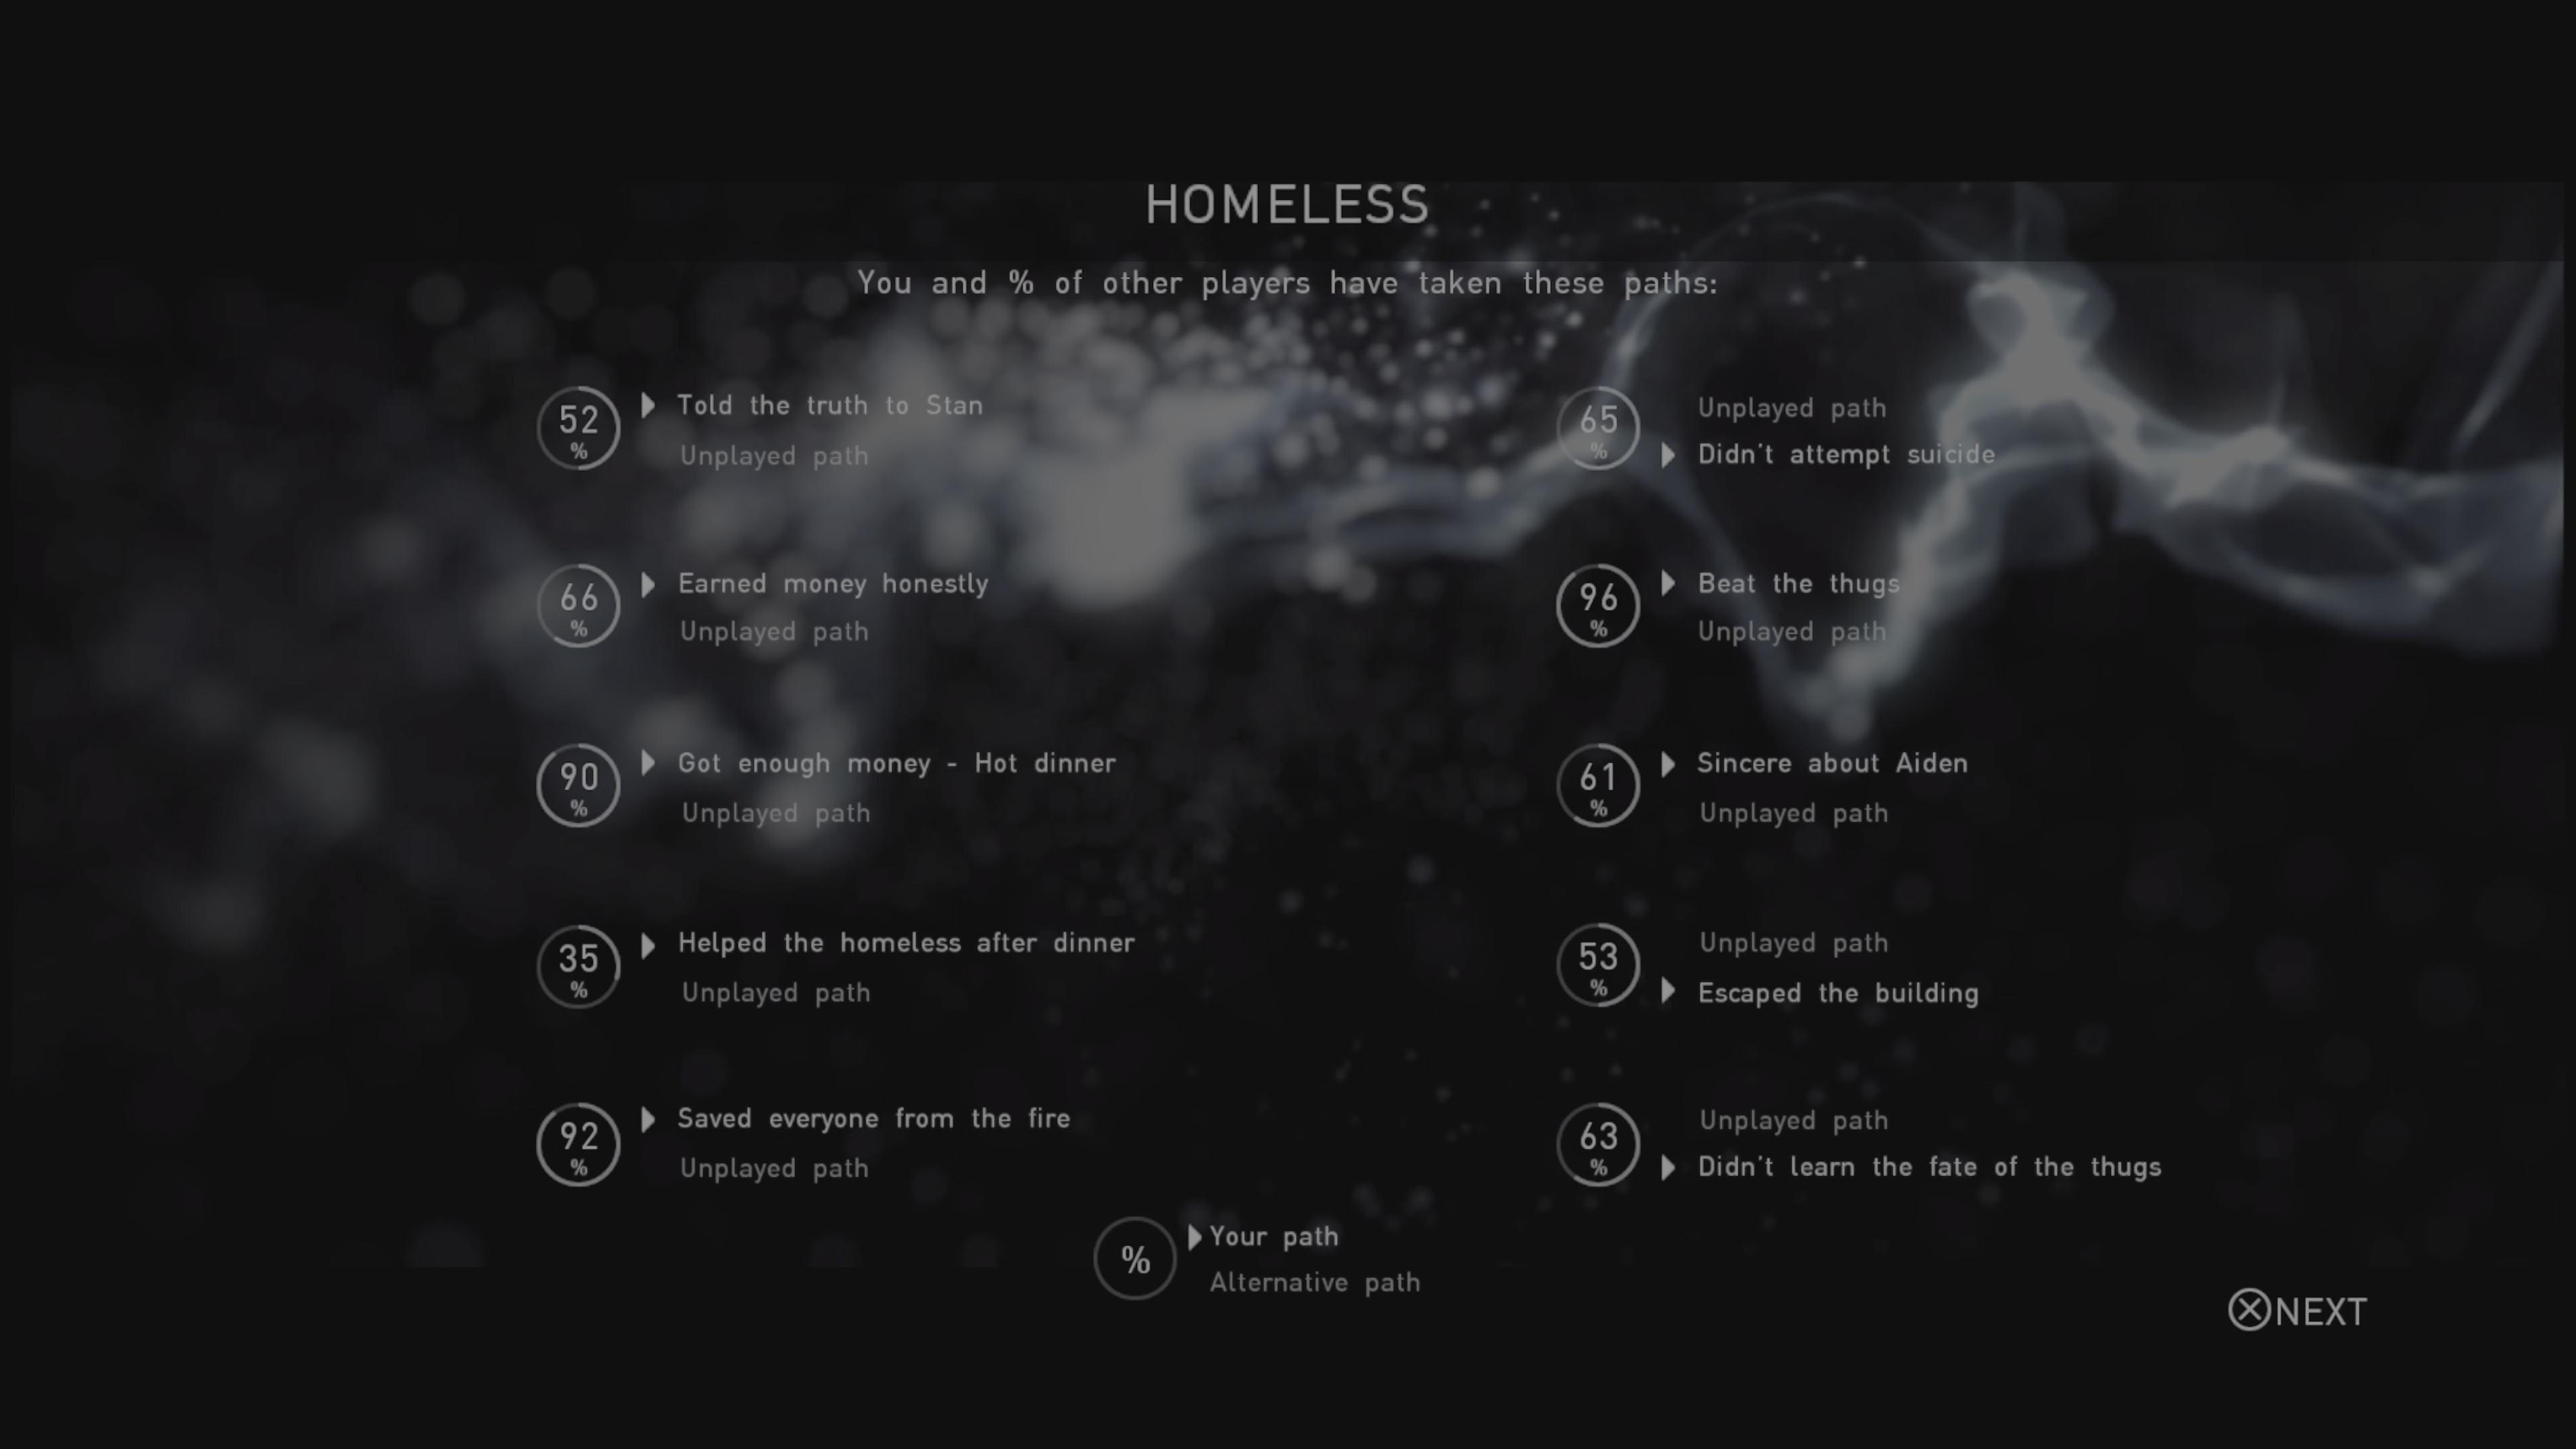 HOMELESS
You and % of other players have taken these paths:
52
%
Told the truth to Stan
Unplayed path
66
%
Earned money honestly
Unplayed path
90
%
Got enough money - Hot dinner
Unplayed path
35
%
Helped the homeless after dinner
Unplayed path
92
%
Saved everyone from the fire
Unplayed path
65
%
Unplayed path
Didn't attempt suicide
96
%
Beat the thugs
Unplayed path
61
%
Sincere about Aiden
Unplayed path
53
%
Unplayed path
Escaped the building
63
%
Unplayed path
Didn't learn the fate of the thugs
%
Your path
Alternative path
NEXT